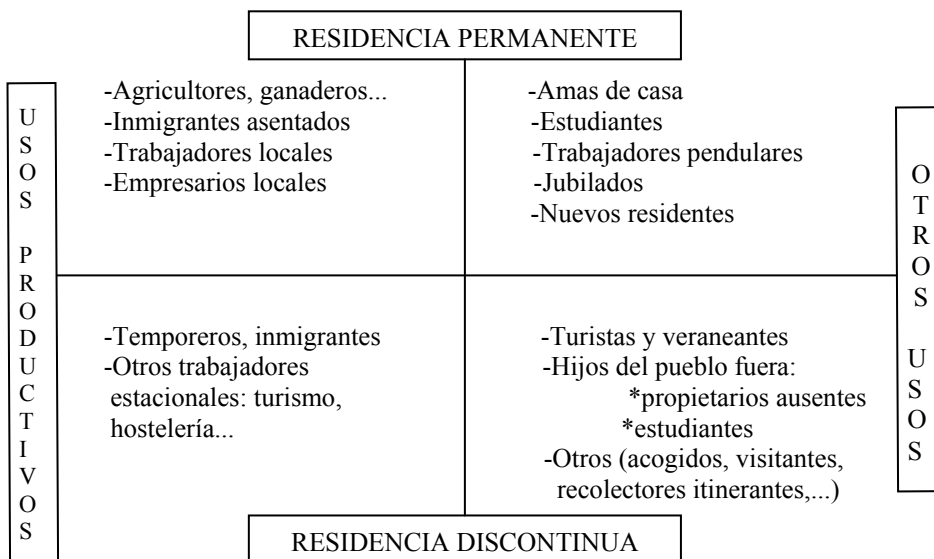 RESIDENCIA PERMANENTE
USOS PRODUCTIVOS
-Agricultores, ganaderos...
-Inmigrantes asentados
-Trabajadores locales
-Empresarios locales
-Amas de casa
-Estudiantes
-Trabajadores pendulares
-Jubilados
-Nuevos residentes
OTROS USOS
-Temporeros, inmigrantes
-Otros trabajadores
estacionales: turismo,
hostelería...
-Turistas y veraneantes
-Hijos del pueblo fuera:
*propietarios ausentes
*estudiantes
-Otros (acogidos, visitantes,
recolectores itinerantes,...)
RESIDENCIA DISCONTINUA